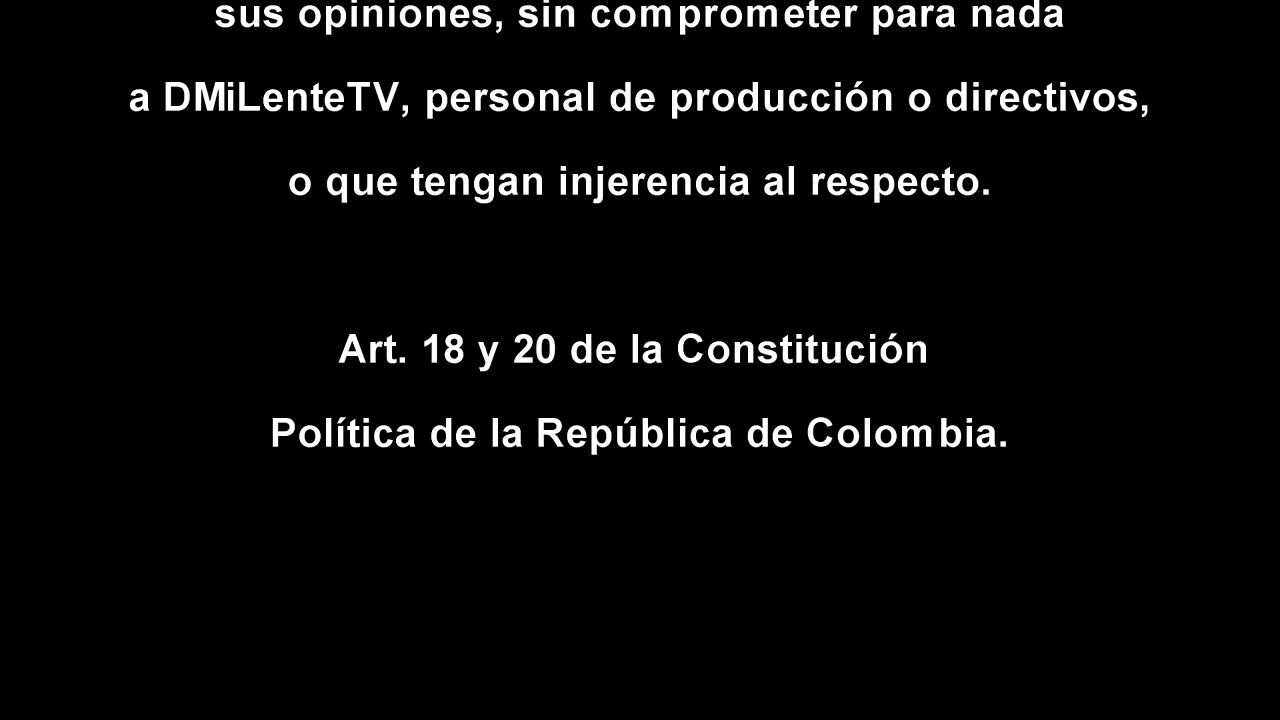 sus opiniones, sin comprometer para nada
a DMiLenteTV, personal de producción o directivos,
o que tengan injerencia al respecto.
Art. 18 y 20 de la Constitución
Política de la República de Colombia.